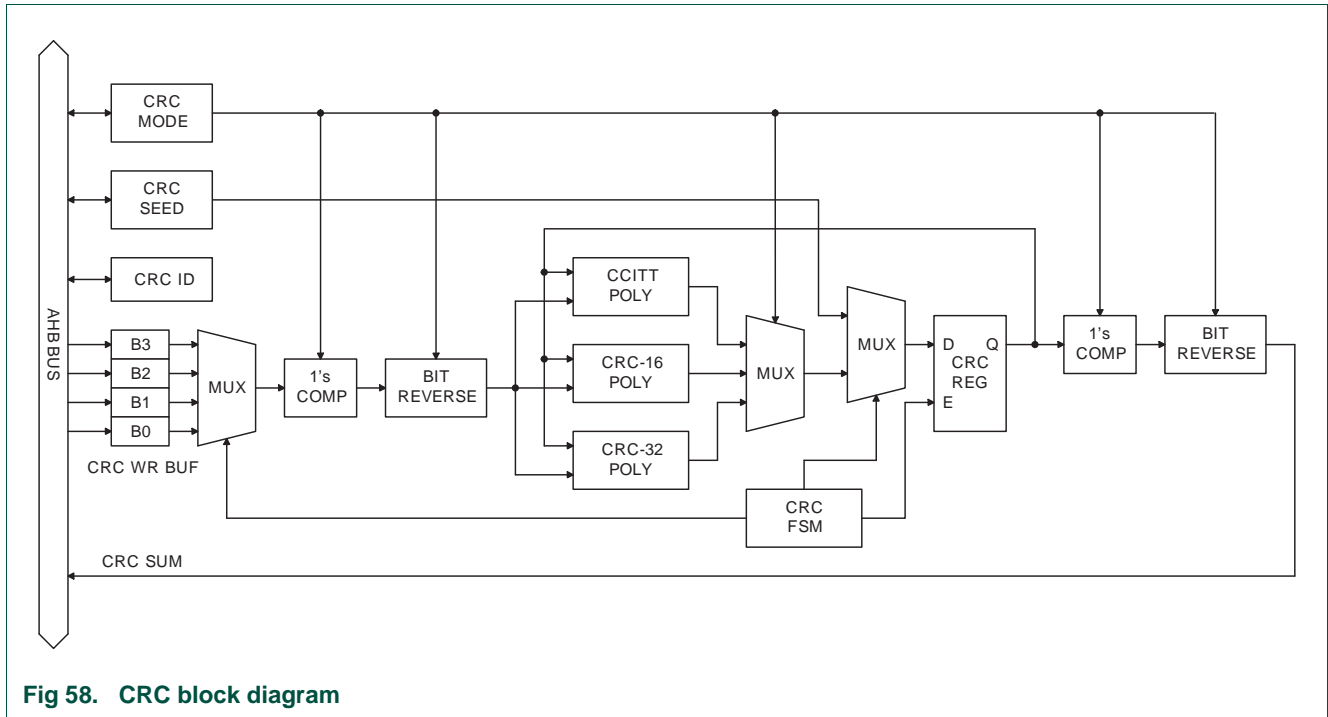 CRC
MODE
CRC
SEED
CRC ID
AHB BUS
B3
B2
B1
B0
CRC WR BUF
MUX
1's
COMP
BIT
REVERSE
CCITT
POLY
CRC-16
POLY
CRC-32
POLY
MUX
MUX
CRC
FSM
D Q
CRC
REG
E
1's
COMP
BIT
REVERSE
CRC SUM
Fig 58. CRC block diagram